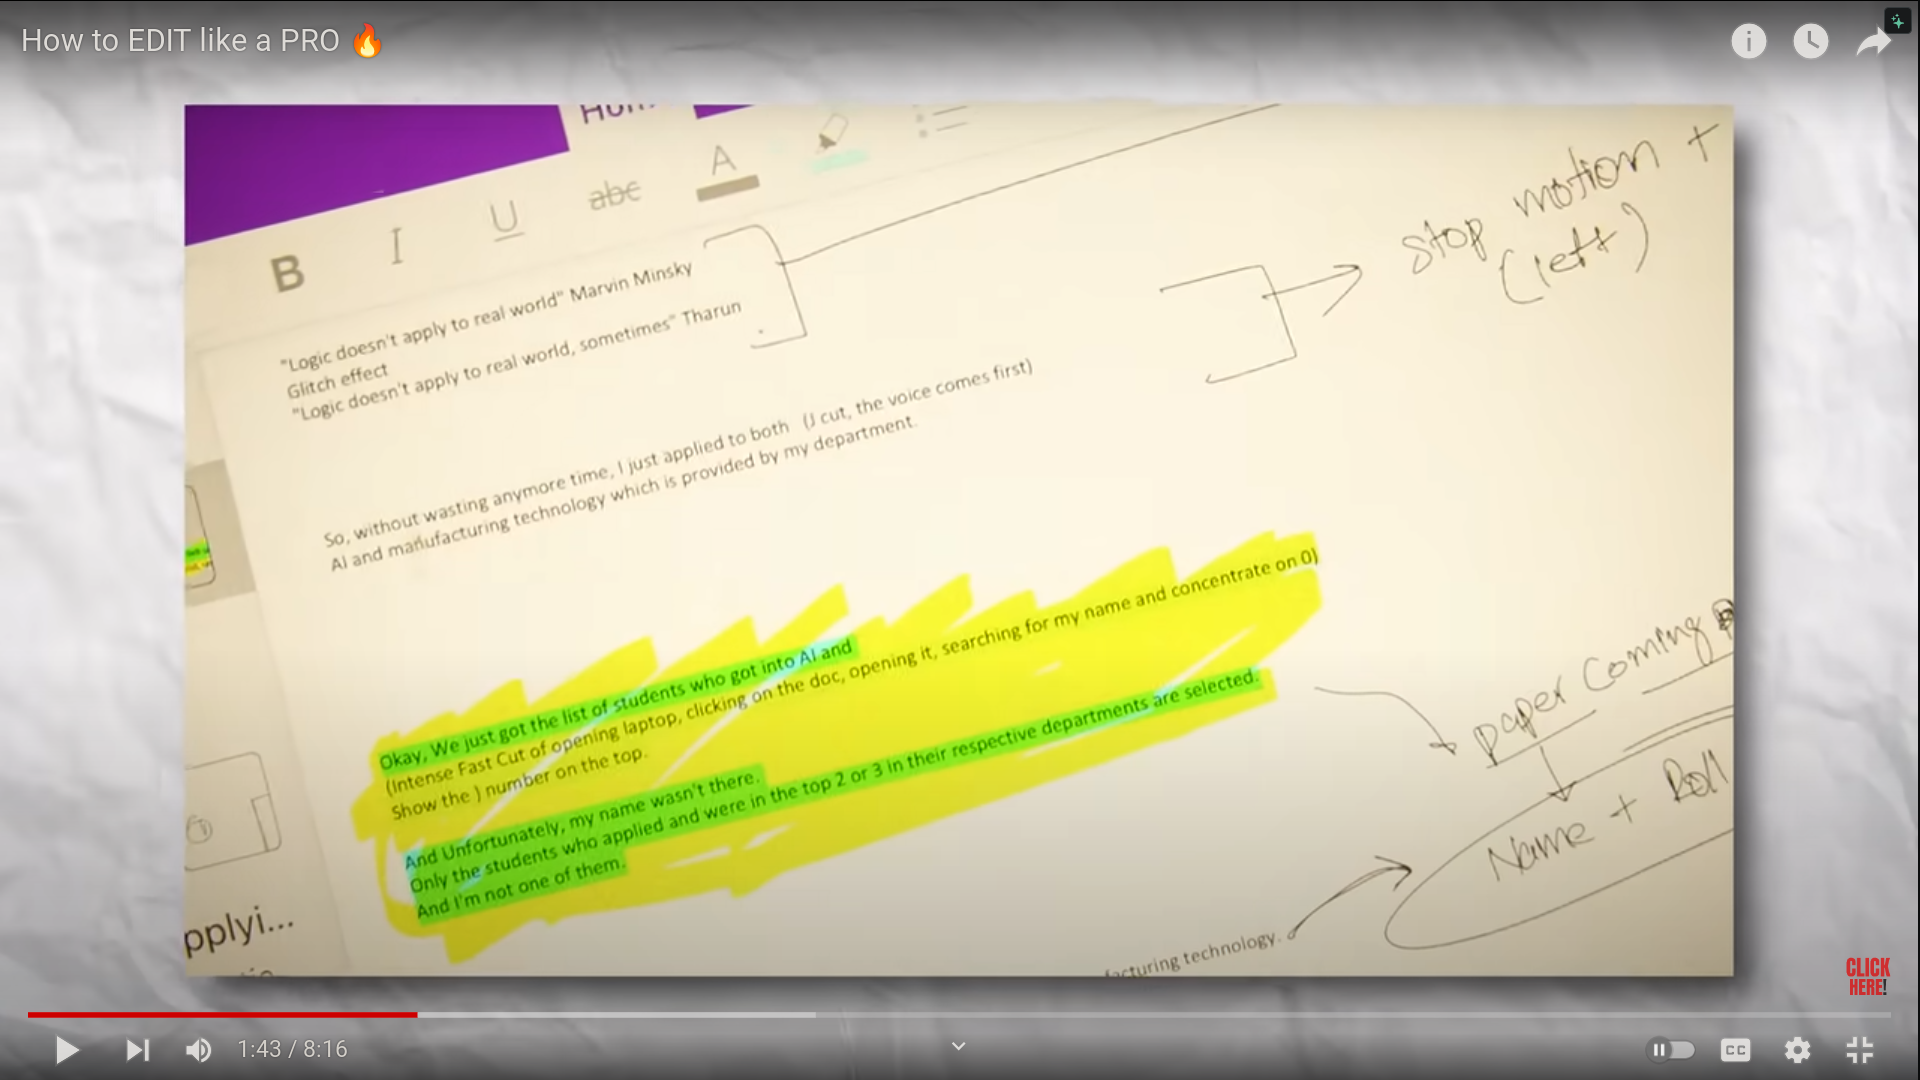 How to EDIT like a PRO 🔥
B I U abc A
"Logic doesn't apply to real world" Marvin Minsky
Glitch effect
"Logic doesn't apply to real world, sometimes" Tharun
stop motion +
(left)
So, without wasting anymore time, I just applied to both (J cut, the voice comes first)
AI and manufacturing technology which is provided by my department.
Okay, We just got the list of students who got into AI and
(Intense Fast Cut of opening laptop, clicking on the doc, opening it, searching for my name and concentrate on 0)
Show the ) number on the top.
And Unfortunately, my name wasn't there.
Only the students who applied and were in the top 2 or 3 in their respective departments are selected.
And I'm not one of them.
paper Coming
Name + Roll
pplyi...
facturing technology.
CLICK
HERE!
1:43 / 8:16
CC